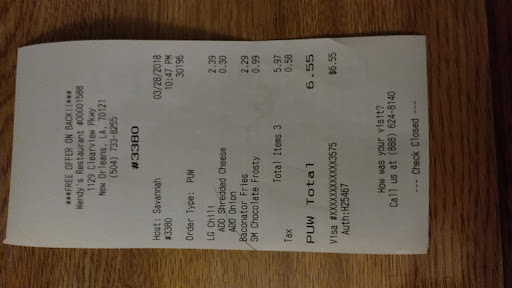 ***FREE OFFER ON BACK!!***
Wendy's Restaurant #00001588
1129 Clearview Pkwy
New Orleans, LA. 70121
(504) 733-8255
#3380
Host: Savannah 03/28/2018
#3380 10:47 PM
30196
Order Type: PUW
LG Chili 2.39
ADD Shredded Cheese 0.30
ADD Onion
Baconator Fries 2.29
SM Chocolate Frosty 0.99
Total Items 3 5.97
Tax 0.58
PUW Total 6.55
Visa #XXXXXXXXXXXX3575 $6.55
Auth:H25467
How was your visit?
Call us at (888) 624-8140
--- Check Closed ---